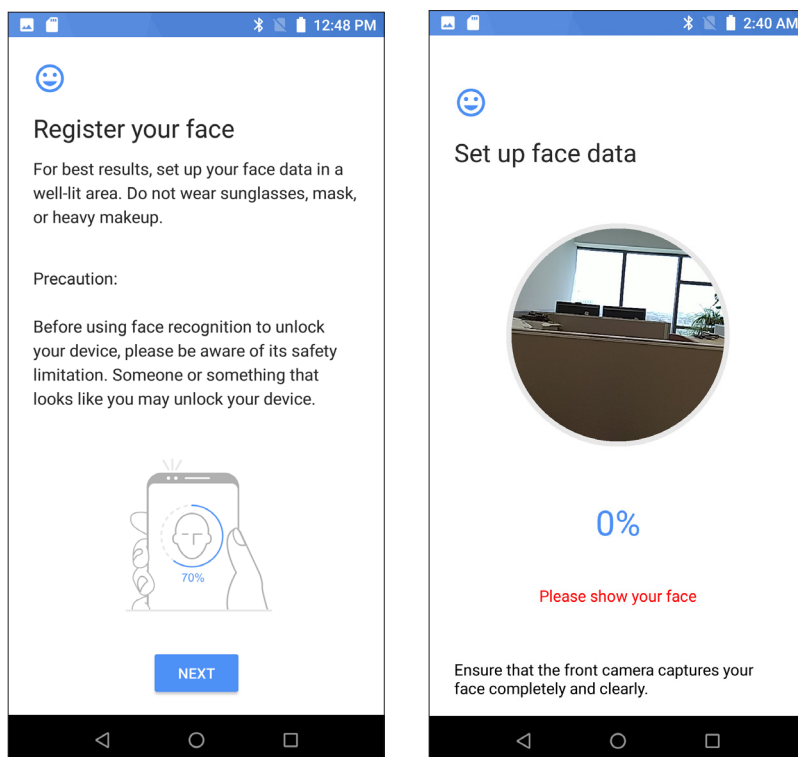 12:48 PM
Register your face
For best results, set up your face data in a
well-lit area. Do not wear sunglasses, mask,
or heavy makeup.
Precaution:
Before using face recognition to unlock
your device, please be aware of its safety
limitation. Someone or something that
looks like you may unlock your device.
70%
NEXT
2:40 AM
Set up face data
0%
Please show your face
Ensure that the front camera captures your
face completely and clearly.